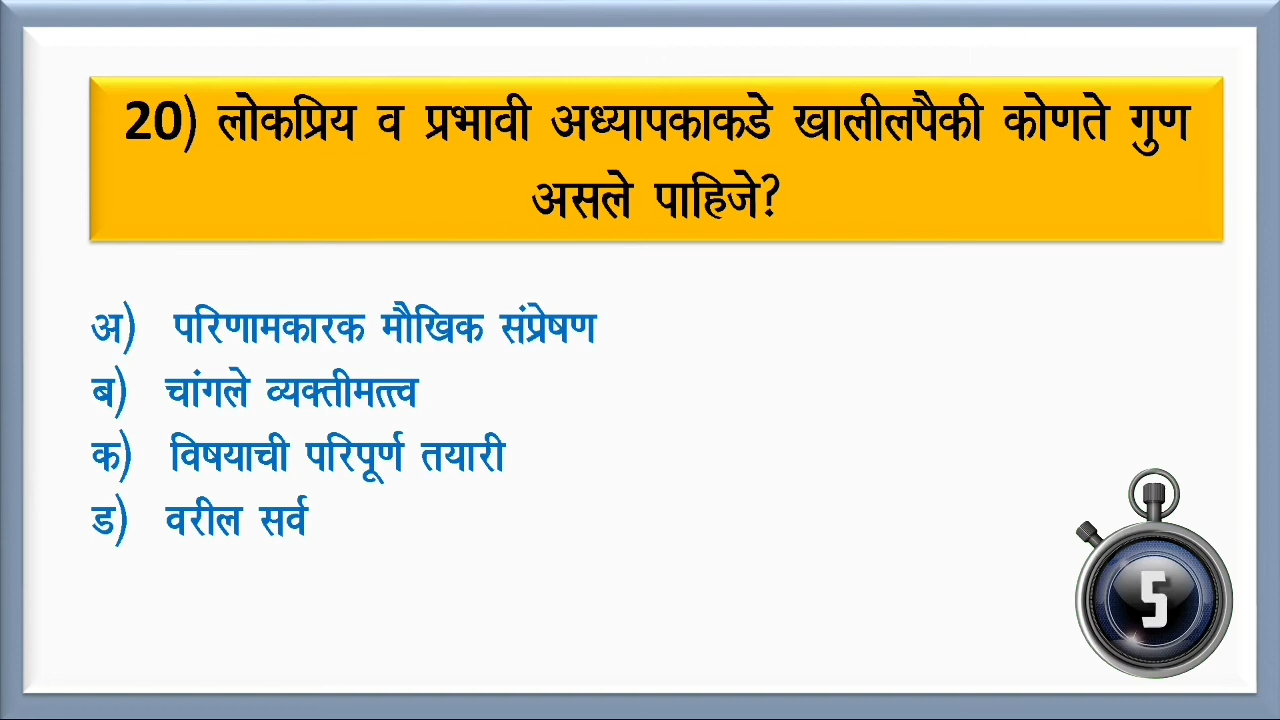 20) लोकप्रिय व प्रभावी अध्यापकाकडे खालीलपैकी कोणते गुण
असले पाहिजे?
अ) परिणामकारक मौखिक संप्रेषण
ब) चांगले व्यक्तीमत्त्व
क) विषयाची परिपूर्ण तयारी
ड) वरील सर्व
5